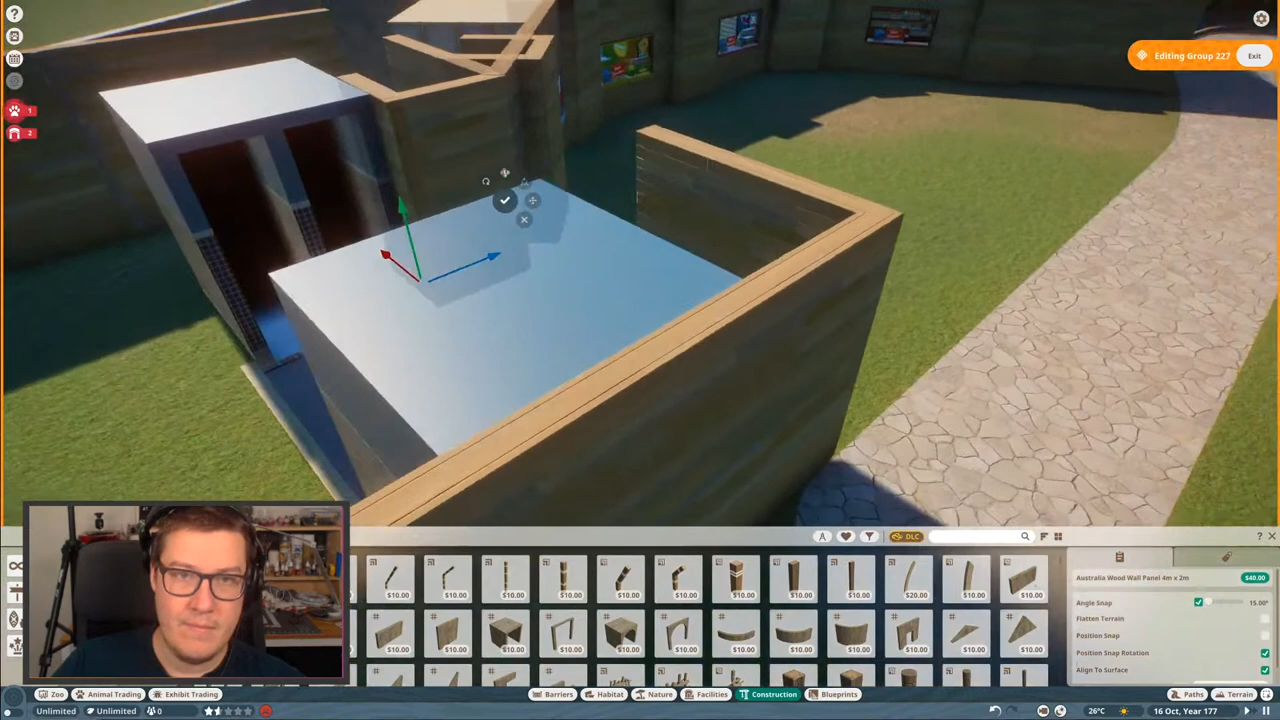 ?
Editing Group 227
Exit
1
2
A
DLC
?
Australia Wood Wall Panel 4m x 2m
$40.00
Angle Snap
15.00°
Flatten Terrain
Position Snap
Position Snap Rotation
Align To Surface
$10.00 $10.00 $10.00 $10.00 $10.00 $10.00 $10.00 $10.00 $10.00 $20.00 $10.00 $10.00
$10.00 $10.00 $10.00 $10.00 $10.00 $10.00 $10.00 $10.00 $10.00 $10.00 $10.00 $10.00
Zoo
Animal Trading
Exhibit Trading
Barriers
Habitat
Nature
Facilities
Construction
Blueprints
Paths
Terrain
Unlimited
Unlimited
0
26°C
16 Oct, Year 177